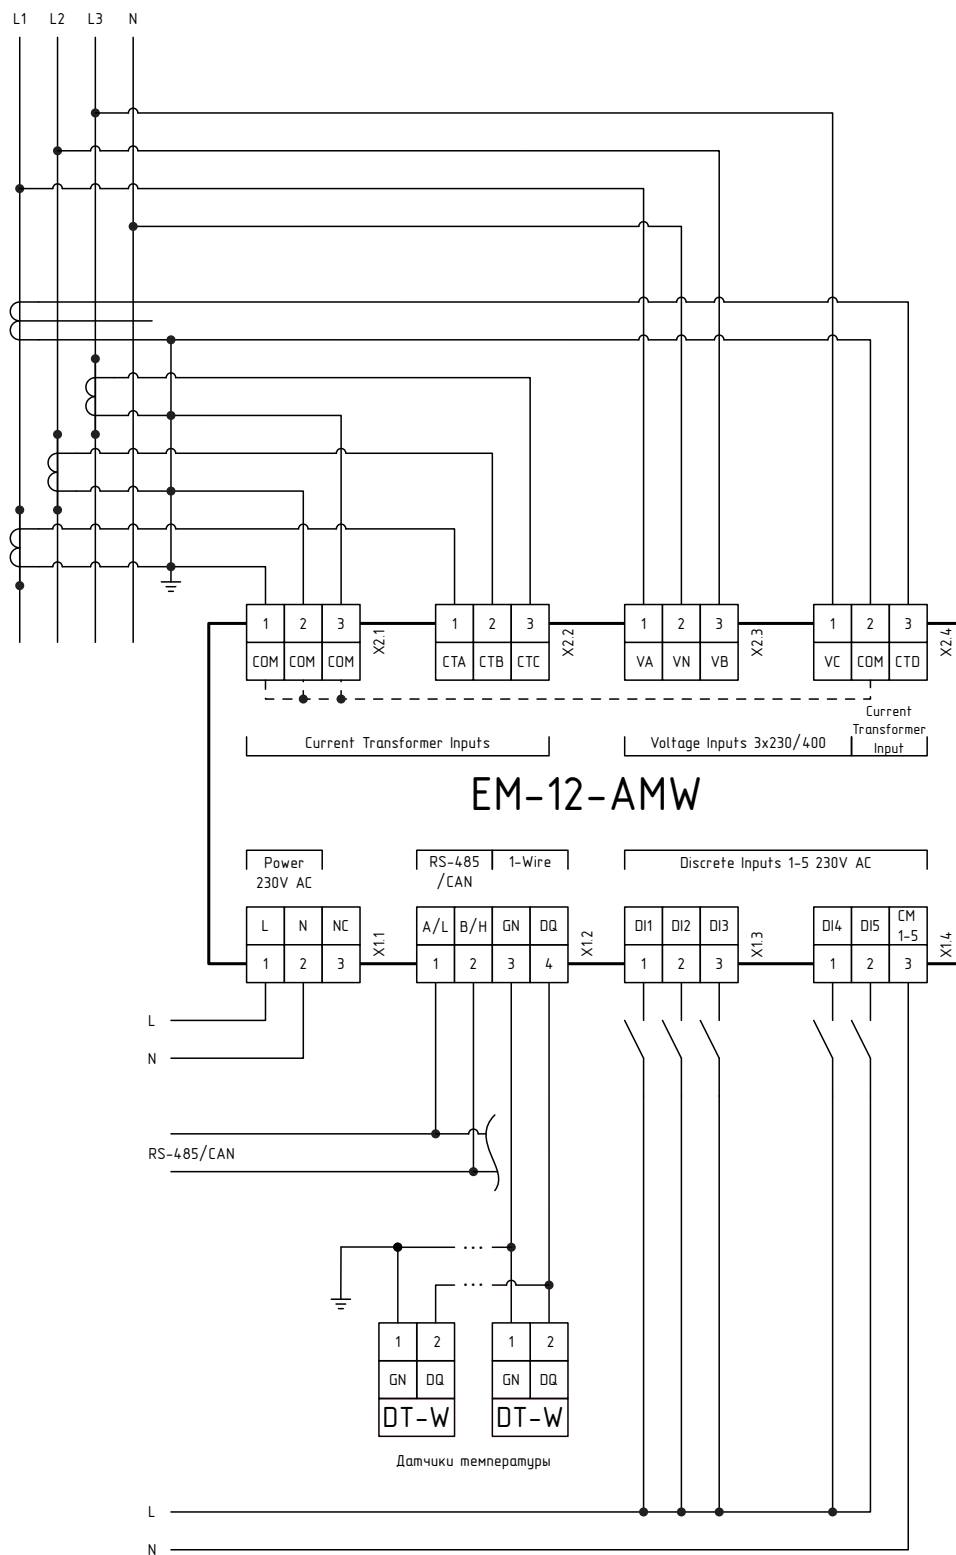 L1 L2 L3 N
1 2 3 X2.1 1 2 3 X2.2 1 2 3 X2.3 1 2 3 X2.4
COM COM COM CTA CTB CTC VA VN VB VC COM CTD
Current Transformer Inputs
Voltage Inputs 3x230/400
Current
Transformer
Input
EM-12-AMW
Power
230V AC
RS-485
/CAN
1-Wire
Discrete Inputs 1-5 230V AC
L N NC X1.1 A/L B/H GN DQ X1.2 DI1 DI2 DI3 X1.3 DI4 DI5 CM
1-5 X1.4
1 2 3 1 2 3 4 1 2 3 1 2 3
L
N
RS-485/CAN
... 
...
1 2 1 2
GN DQ GN DQ
DT-W DT-W
Датчики температуры
L
N